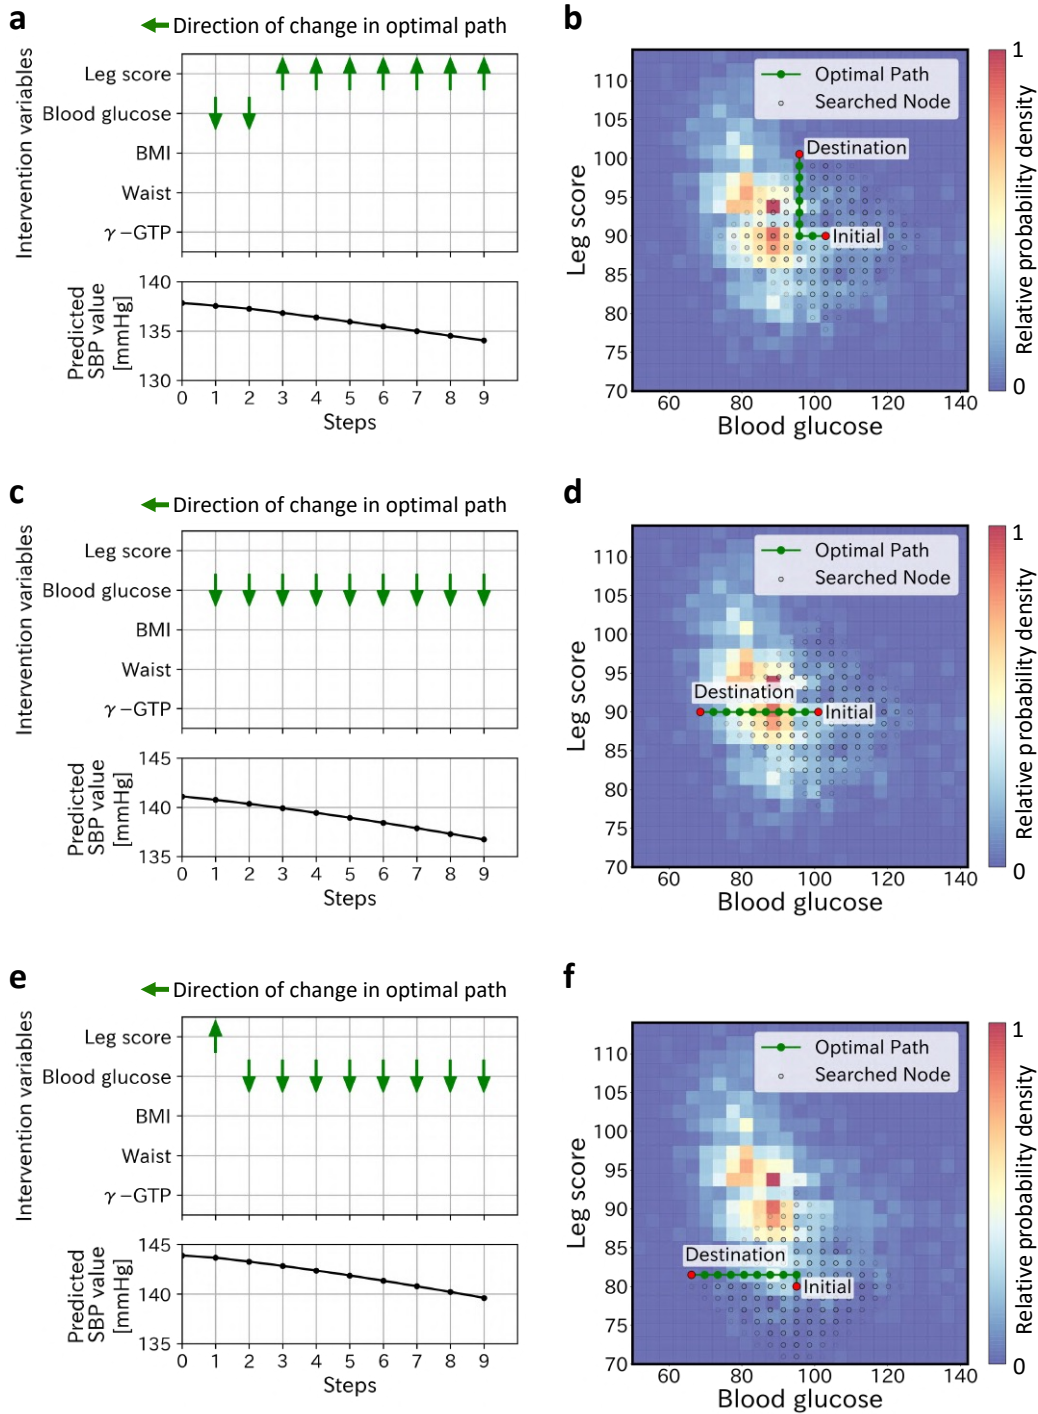 a
Direction of change in optimal path
Intervention variables
Leg score
Blood glucose
BMI
Waist
γ−GTP
Predicted
SBP value
[mmHg]
140
135
130
0 1 2 3 4 5 6 7 8 9
Steps
b
Leg score
110
105
100
95
90
85
80
75
70
Optimal Path
Searched Node
Destination
Initial
60 80 100 120 140
Blood glucose
1
0
Relative probability density
c
Direction of change in optimal path
Intervention variables
Leg score
Blood glucose
BMI
Waist
γ−GTP
Predicted
SBP value
[mmHg]
145
140
135
0 1 2 3 4 5 6 7 8 9
Steps
d
Leg score
110
105
100
95
90
85
80
75
70
Optimal Path
Searched Node
Destination
Initial
60 80 100 120 140
Blood glucose
1
0
Relative probability density
e
Direction of change in optimal path
Intervention variables
Leg score
Blood glucose
BMI
Waist
γ−GTP
Predicted
SBP value
[mmHg]
145
140
135
0 1 2 3 4 5 6 7 8 9
Steps
f
Leg score
110
105
100
95
90
85
80
75
70
Optimal Path
Searched Node
Destination
Initial
60 80 100 120 140
Blood glucose
1
0
Relative probability density